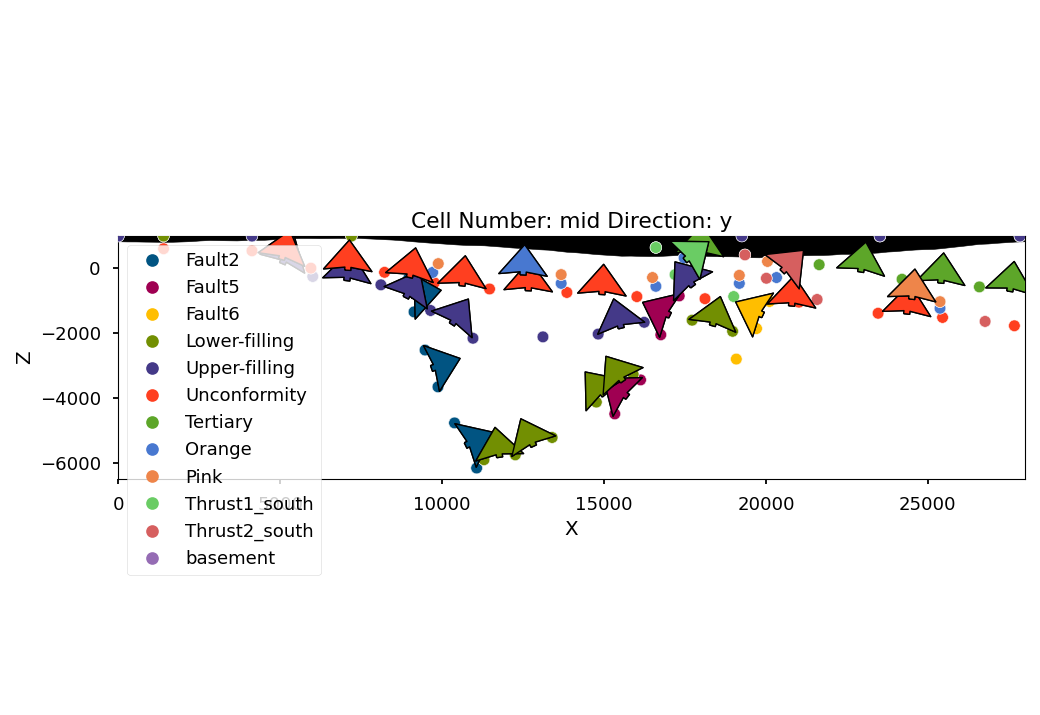 Cell Number: mid Direction: y
Z
0
−2000
−4000
−6000
Fault2
Fault5
Fault6
Lower-filling
Upper-filling
Unconformity
Tertiary
Orange
Pink
Thrust1_south
Thrust2_south
basement
0
5000
10000
15000
20000
25000
X